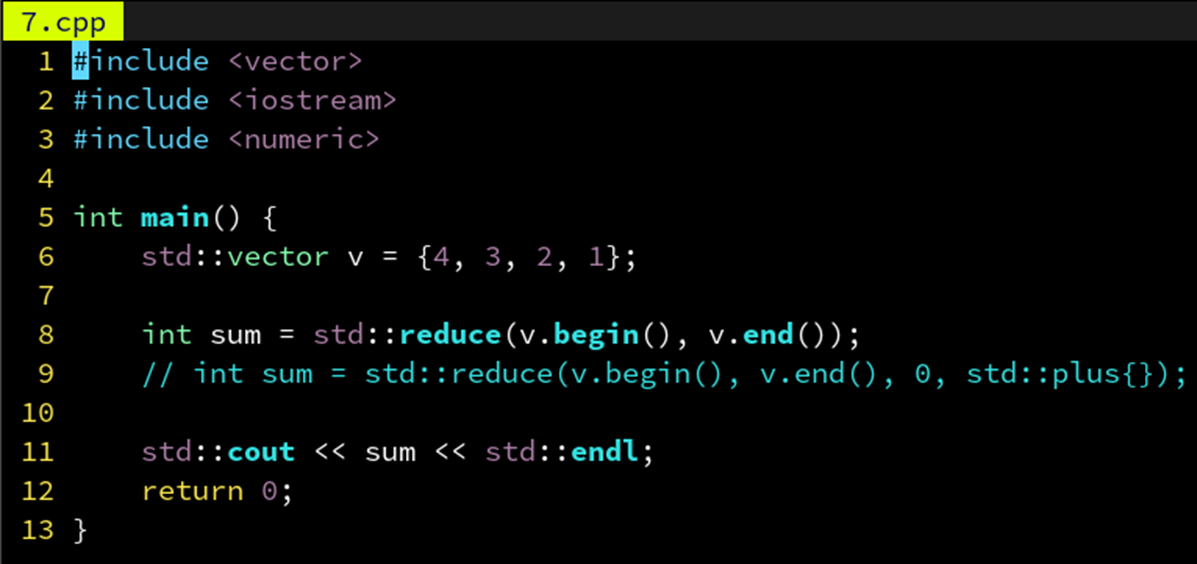 7.cpp
1 #include <vector>
2 #include <iostream>
3 #include <numeric>
4
5 int main() {
6     std::vector v = {4, 3, 2, 1};
7
8     int sum = std::reduce(v.begin(), v.end());
9     // int sum = std::reduce(v.begin(), v.end(), 0, std::plus{});
10
11     std::cout << sum << std::endl;
12     return 0;
13 }